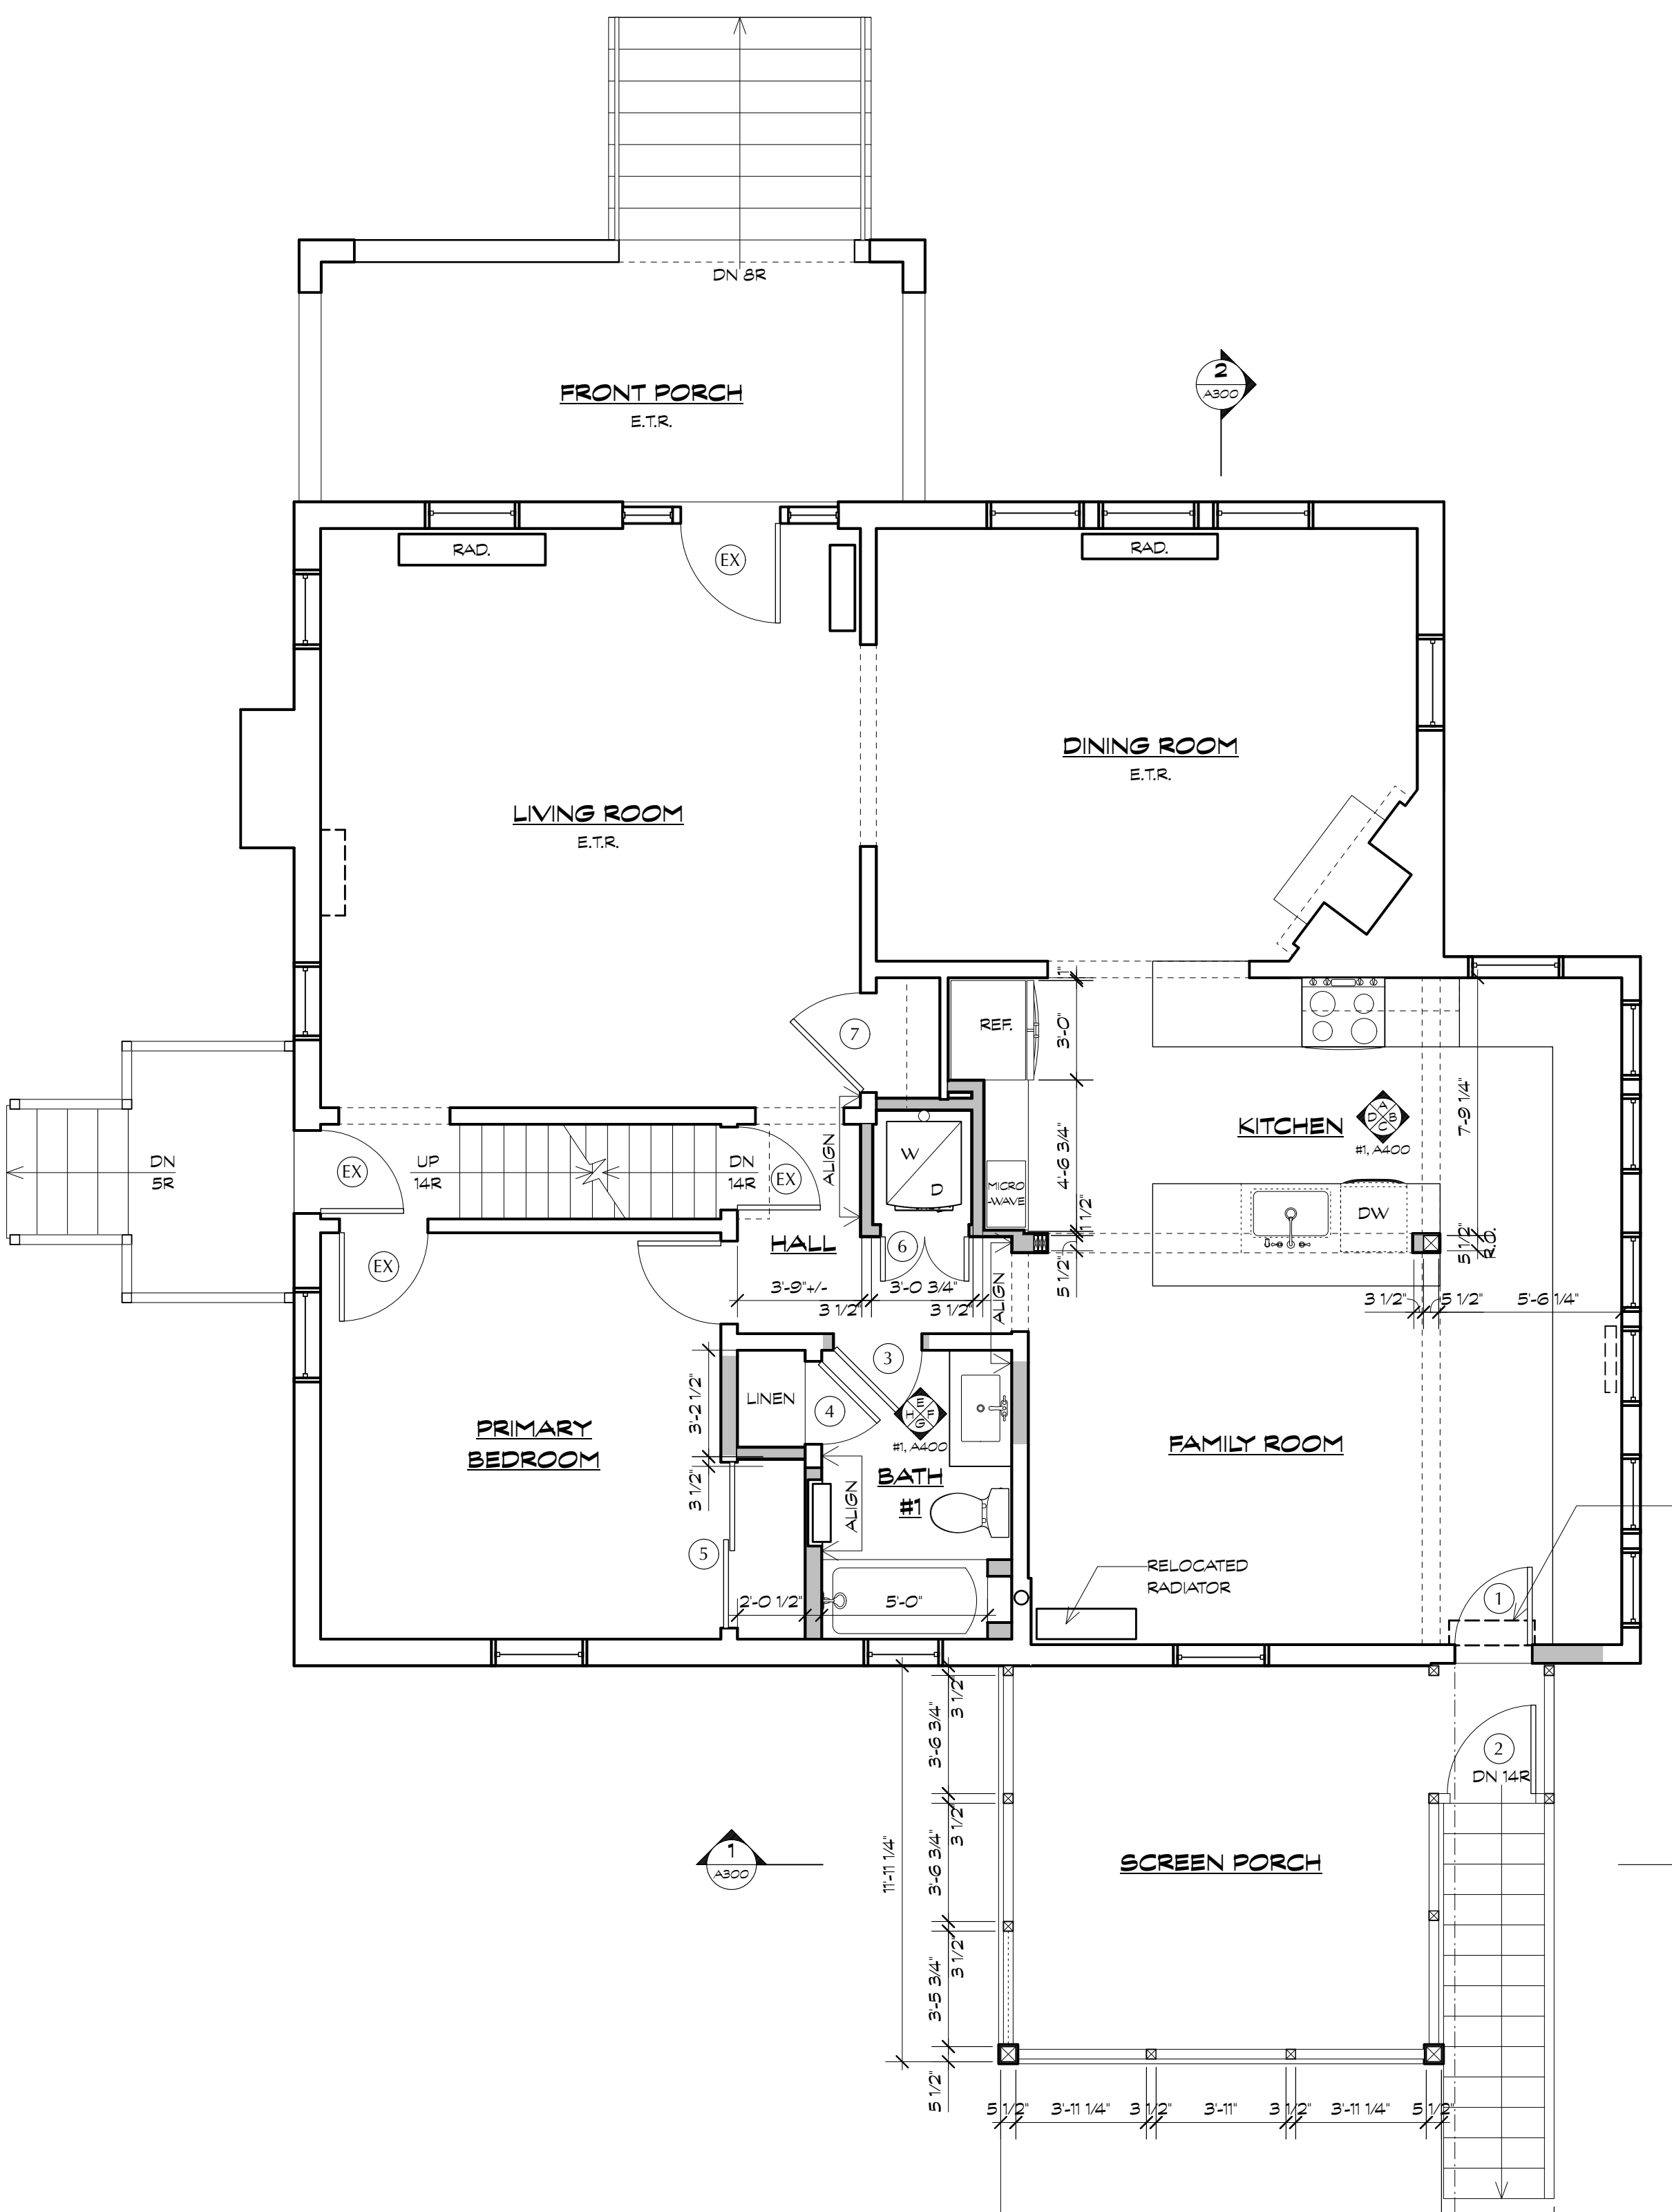 DN 8R
FRONT PORCH
E.T.R.
2
A300
RAD.
EX
RAD.
DINING ROOM
E.T.R.
LIVING ROOM
E.T.R.
7
REF.
1"
3'-0"
4'-6 3/4"
1 1/2"
5 1/2"
KITCHEN
A
B
C
D
#1, A400
7'-9 1/4"
5 1/2"
R.O.
DN
5R
EX
UP
14R
DN
14R
EX
ALIGN
W
D
MICRO
-WAVE
DW
EX
HALL
6
3'-9"+/-
3 1/2"
3'-0 3/4"
3 1/2"
ALIGN
3 1/2"
5 1/2"
5'-6 1/4"
3
LINEN
4
3'-2 1/2"
3 1/2"
E
F
G
H
#1, A400
PRIMARY
BEDROOM
FAMILY ROOM
BATH
#1
ALIGN
5
2'-0 1/2"
5'-0"
RELOCATED
RADIATOR
1
2
DN 14R
3 1/2"
3'-6 3/4"
3 1/2"
3'-6 3/4"
3 1/2"
3'-5 3/4"
5 1/2"
11'-11 1/4"
1
A300
SCREEN PORCH
5 1/2"
3'-11 1/4"
3 1/2"
3'-11"
3 1/2"
3'-11 1/4"
5 1/2"